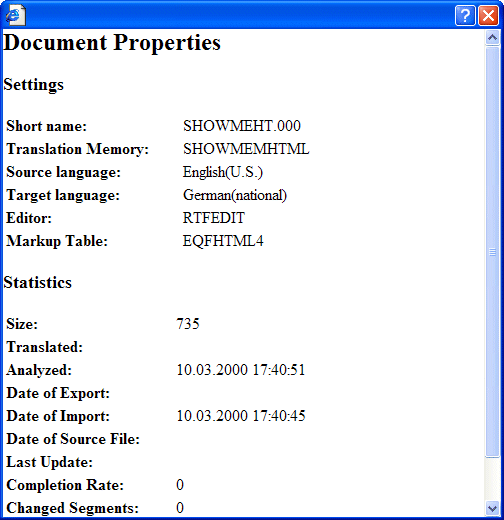 Document Properties
Settings
Short name: SHOWMEHT.000
Translation Memory: SHOWMEMHTML
Source language: English(U.S.)
Target language: German(national)
Editor: RTFEDIT
Markup Table: EQFHTML4
Statistics
Size: 735
Translated:
Analyzed: 10.03.2000 17:40:51
Date of Export:
Date of Import: 10.03.2000 17:40:45
Date of Source File:
Last Update:
Completion Rate: 0
Changed Segments: 0